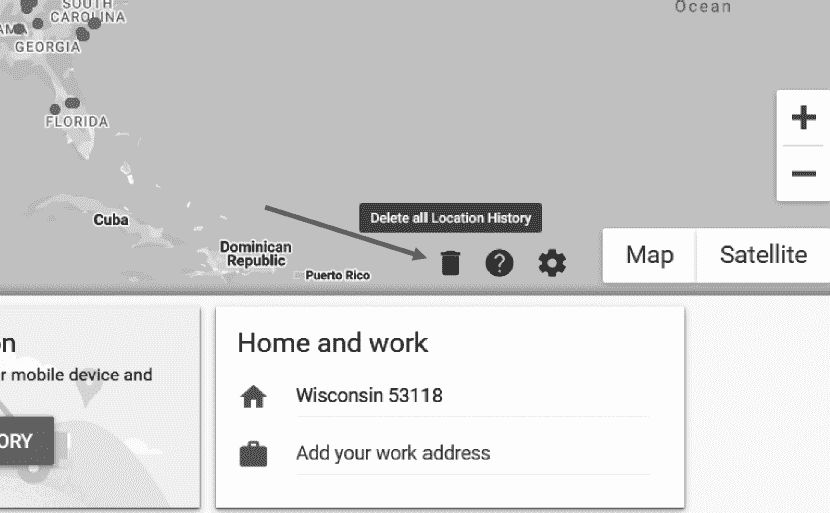 SOUTH
CAROLINA
AMA
GEORGIA
FLORIDA
Ocean
Cuba
Dominican
Republic
Puerto Rico
Delete all Location History
+
−
Map
Satellite
on
r mobile device and
ORY
Home and work
Wisconsin 53118
Add your work address